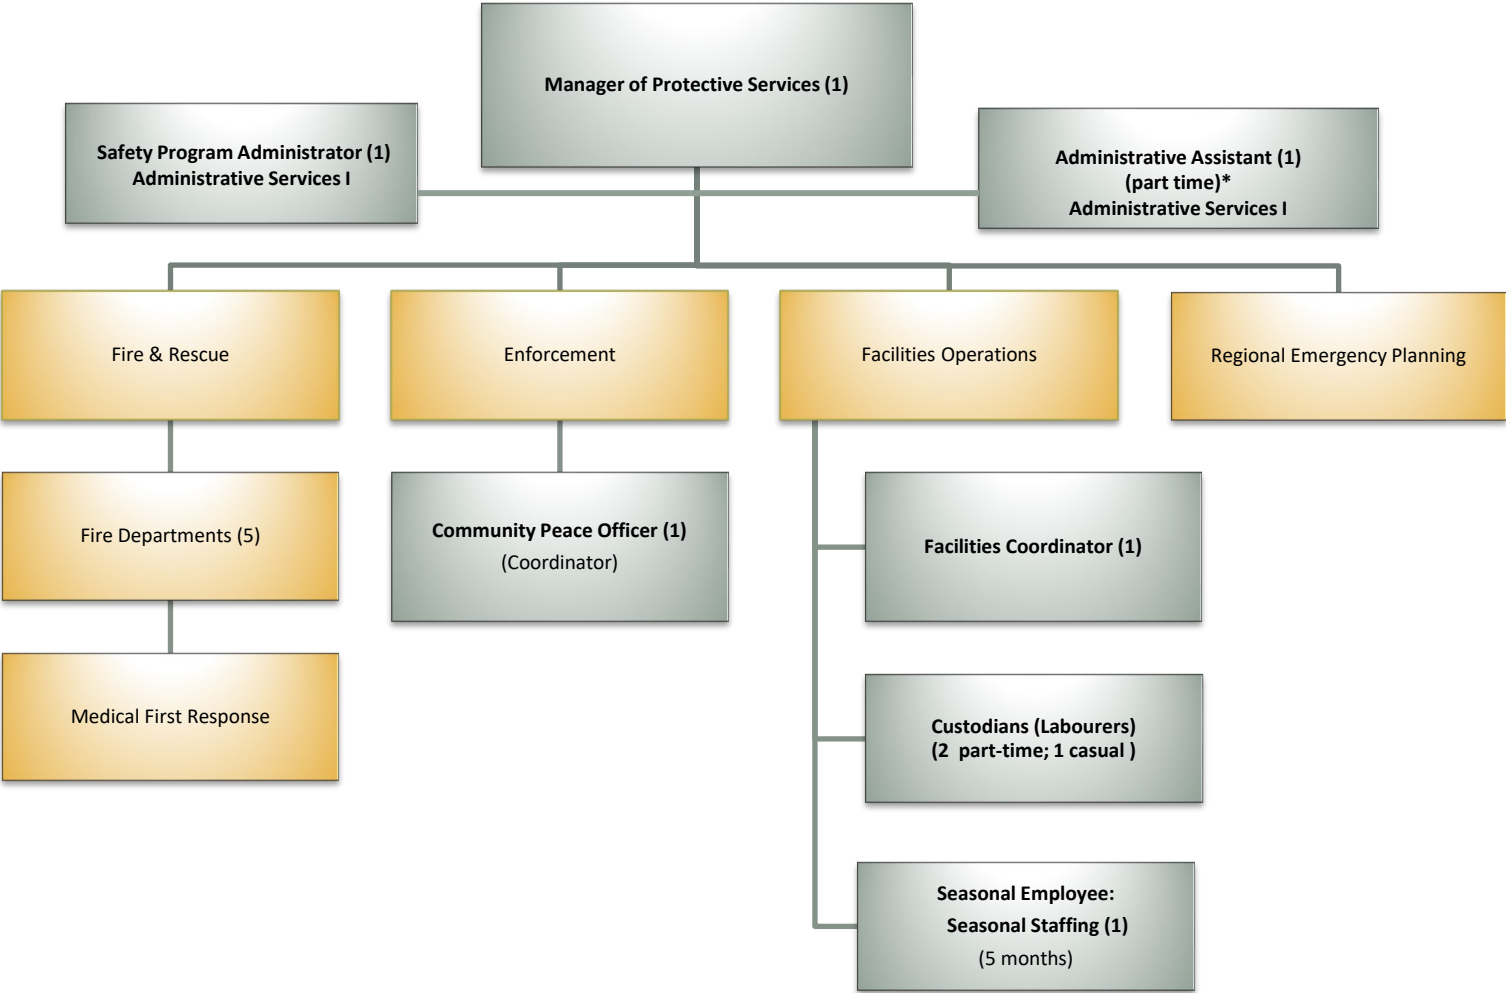 Manager of Protective Services (1)
Safety Program Administrator (1)
Administrative Services I
Administrative Assistant (1)
(part time)*
Administrative Services I
Fire & Rescue
Enforcement
Facilities Operations
Regional Emergency Planning
Fire Departments (5)
Community Peace Officer (1)
(Coordinator)
Facilities Coordinator (1)
Medical First Response
Custodians (Labourers)
(2 part-time; 1 casual )
Seasonal Employee:
Seasonal Staffing (1)
(5 months)